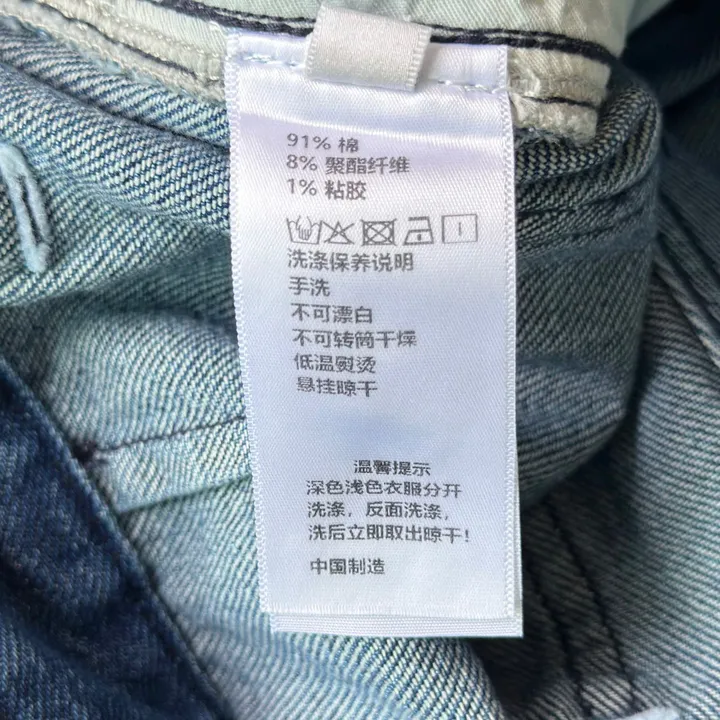 91% 棉
8% 聚酯纤维
1% 粘胶
洗涤保养说明
手洗
不可漂白
不可转筒干燥
低温熨烫
悬挂晾干
温馨提示
深色浅色衣服分开
洗涤，反面洗涤，
洗后立即取出晾干！
中国制造